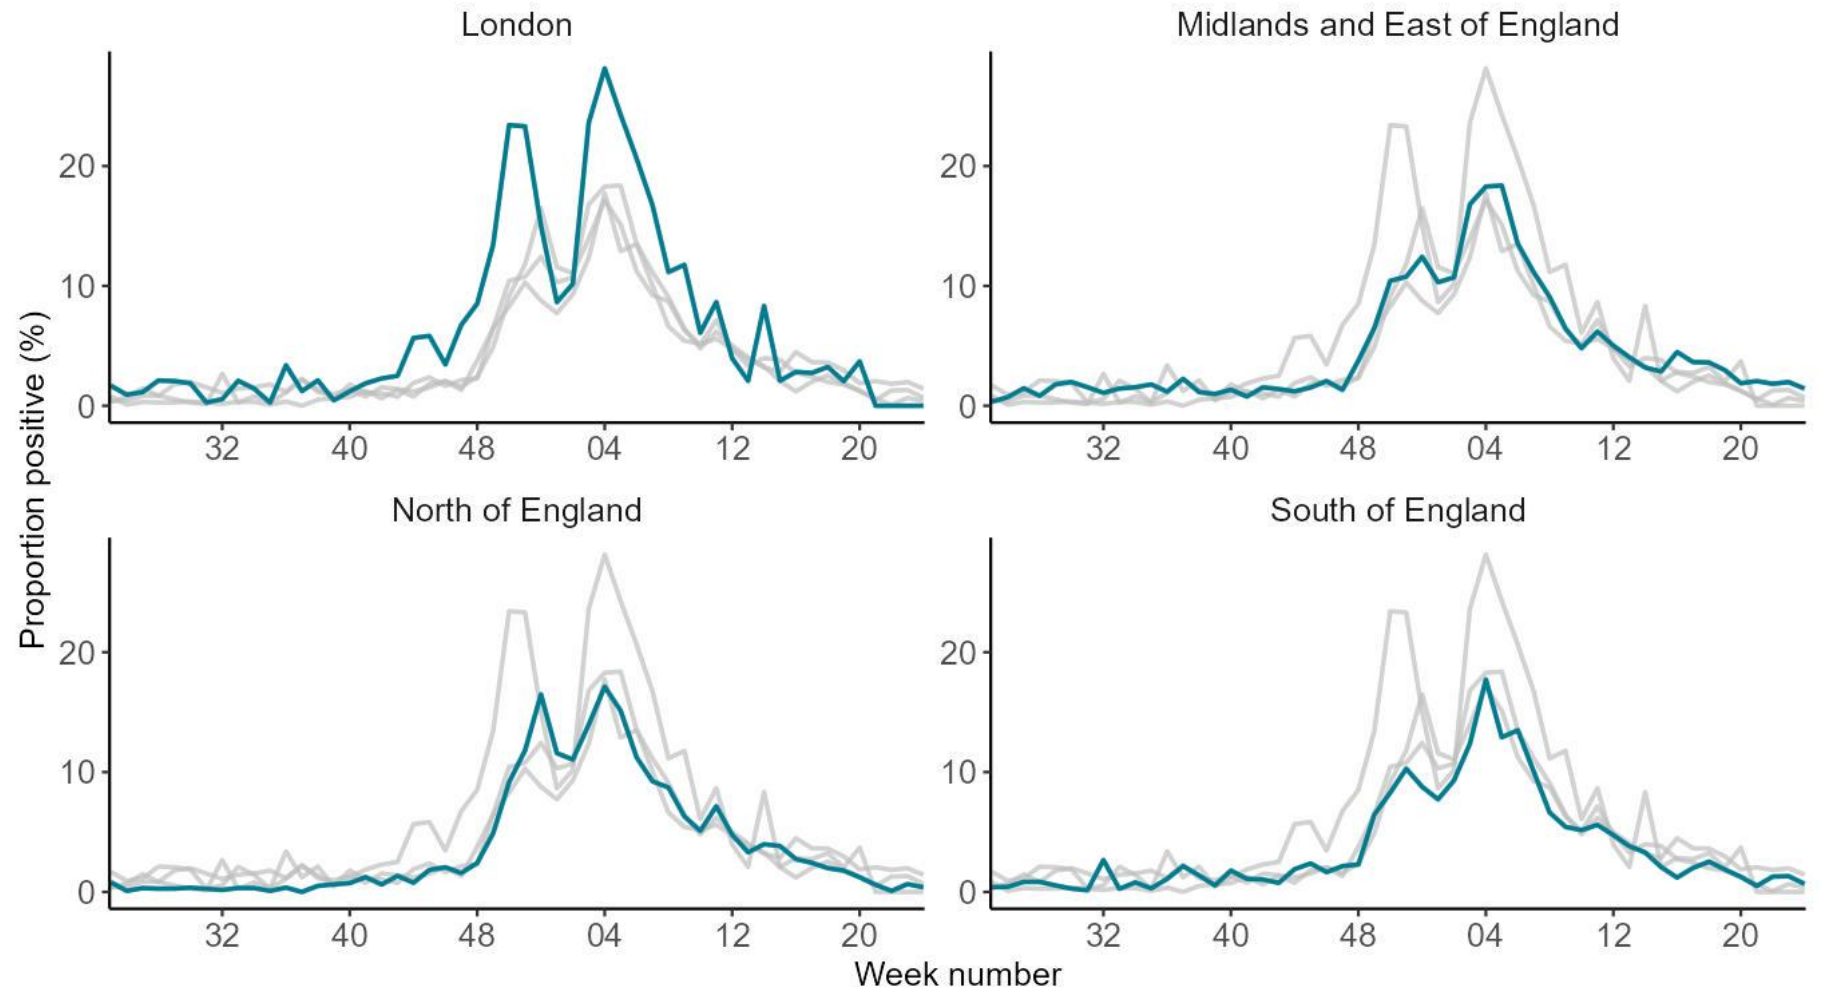 London
Midlands and East of England
20
10
0
32 40 48 04 12 20
20
10
0
32 40 48 04 12 20
North of England
South of England
20
10
0
32 40 48 04 12 20
20
10
0
32 40 48 04 12 20
Proportion positive (%)
Week number